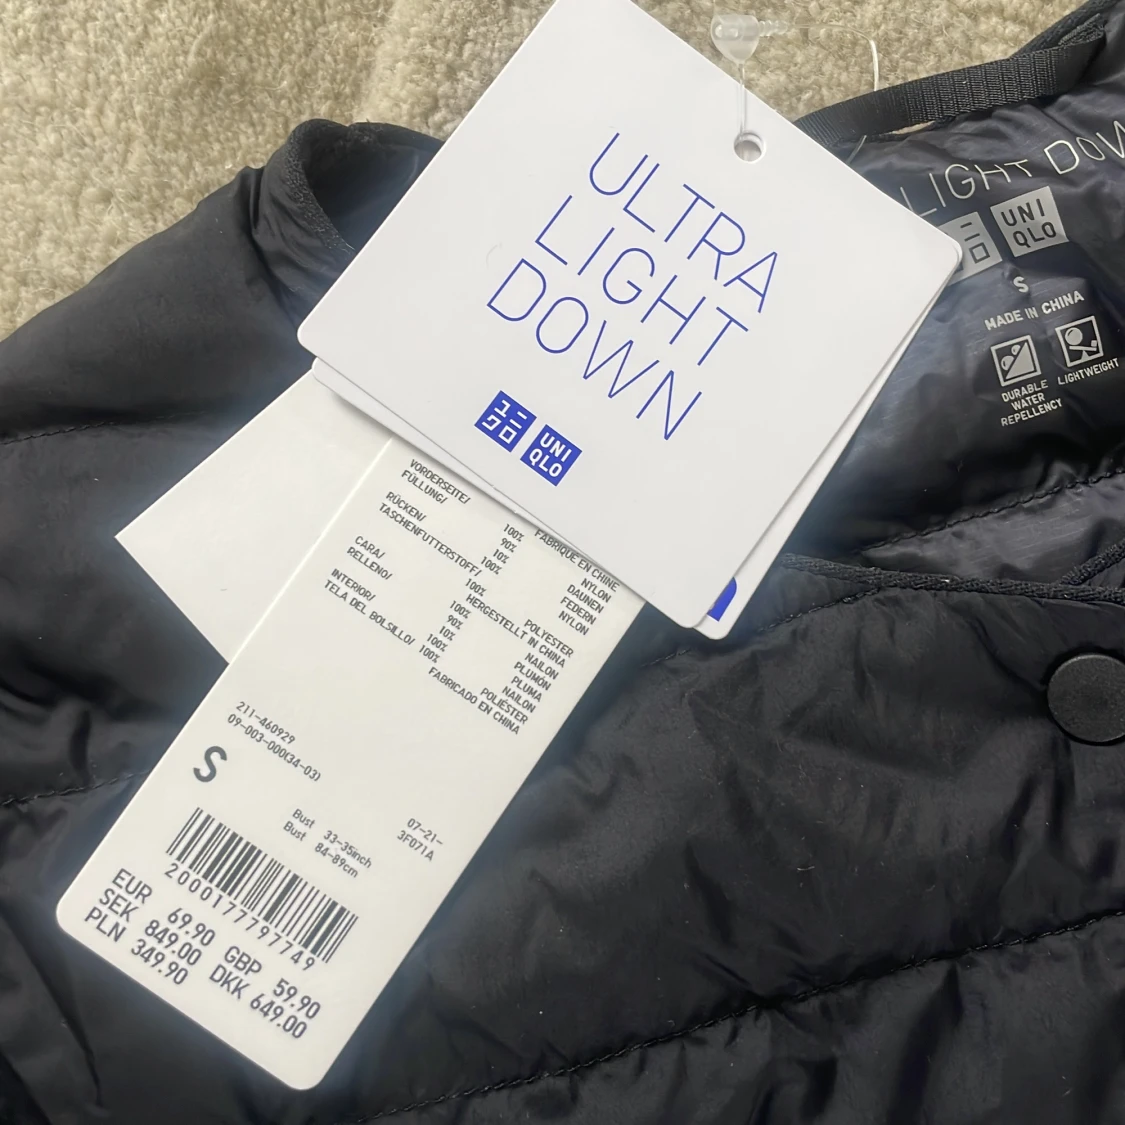 ULTRA
LIGHT
DOWN
ユニ
クロ
UNI
QLO
LIGHT DOW
ニ
ロ
UNI
QLO
S
MADE IN CHINA
DURABLE
WATER
REPELLENCY
LIGHTWEIGHT
FABRIQUE EN CHINE
VORDERSEITE/ 100% NYLON
FÜLLUNG/ 90% DAUNEN
10% FEDERN
RÜCKEN/ 100% NYLON
TASCHENFUTTERSTOFF/
100% POLYESTER
HERGESTELLT IN CHINA
CARA/ 100% NAILON
RELLENO/ 90% PLUMÓN
10% PLUMA
INTERIOR/ 100% NAILON
TELA DEL BOLSILLO/ 100% POLIÉSTER
FABRICADO EN CHINA
211-460929
09-003-000(34-03)
S
Bust 33-35inch
Bust 84-89cm
07-21-
3F071A
2000177797749
EUR 69.90 GBP 59.90
SEK 849.00 DKK 649.00
PLN 349.90